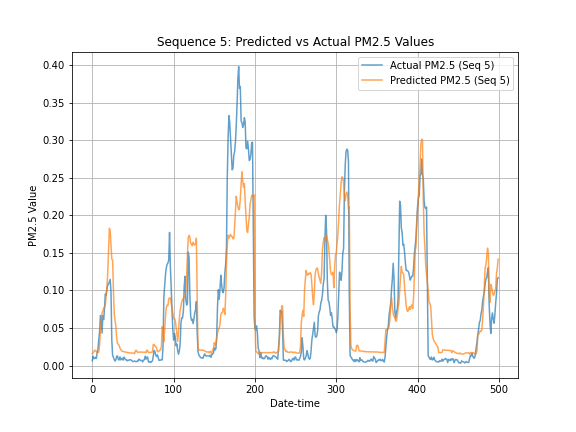 Sequence 5: Predicted vs Actual PM2.5 Values
Actual PM2.5 (Seq 5)
Predicted PM2.5 (Seq 5)
PM2.5 Value
0.40
0.35
0.30
0.25
0.20
0.15
0.10
0.05
0.00
0 100 200 300 400 500
Date-time